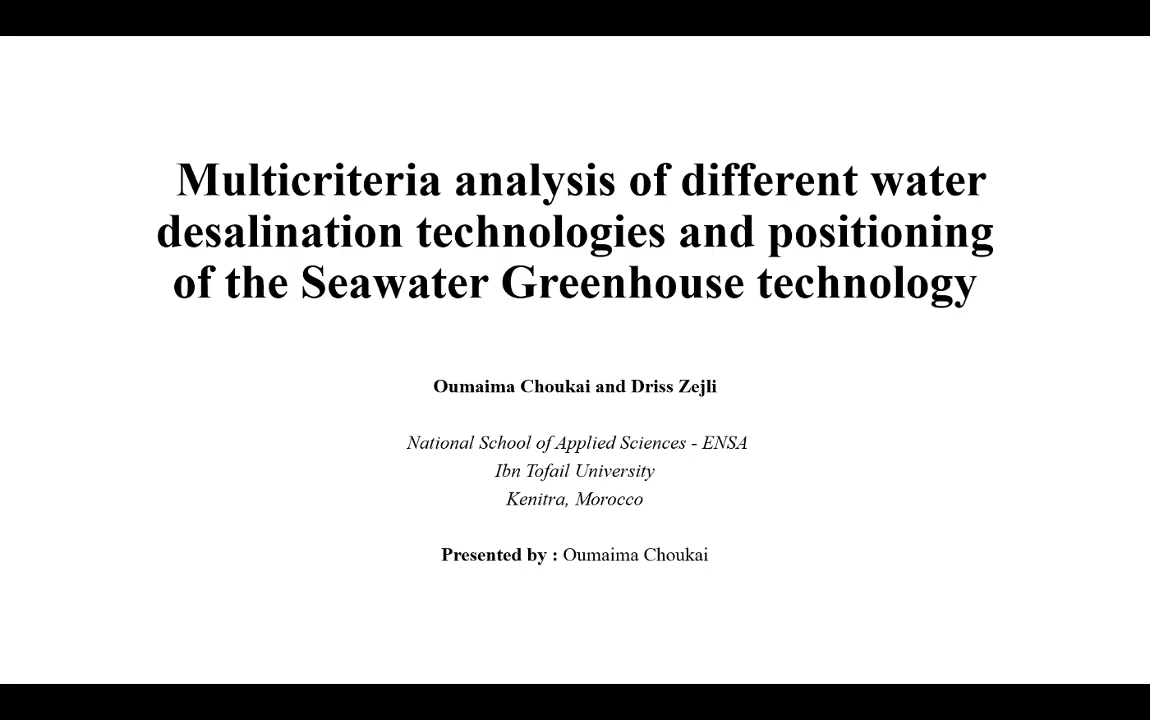 Multicriteria analysis of different water
desalination technologies and positioning
of the Seawater Greenhouse technology
Oumaima Choukai and Driss Zejli
National School of Applied Sciences - ENSA
Ibn Tofail University
Kenitra, Morocco
Presented by : Oumaima Choukai